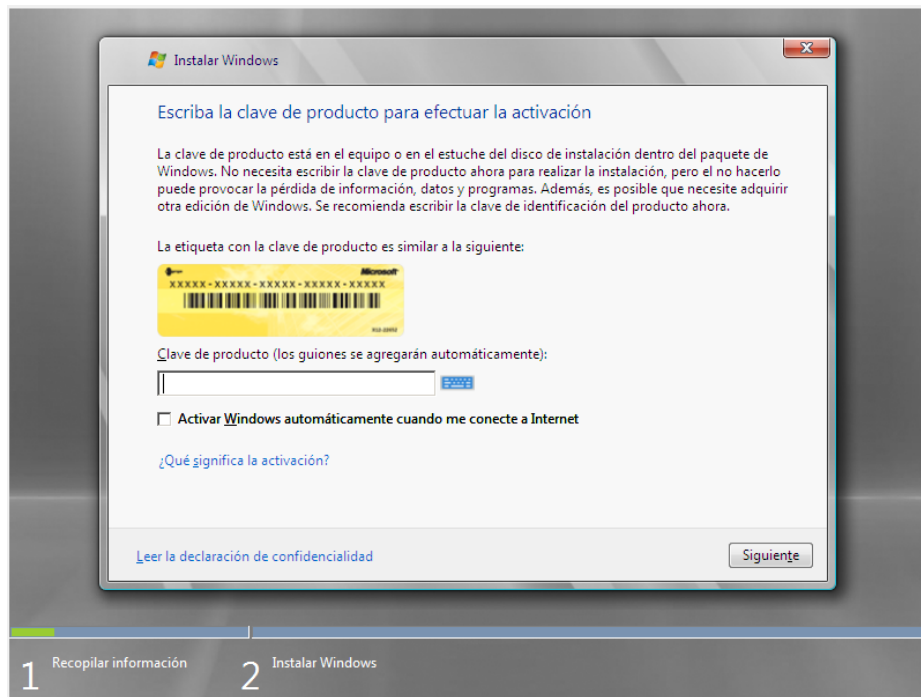 Instalar Windows
Escriba la clave de producto para efectuar la activación
La clave de producto está en el equipo o en el estuche del disco de instalación dentro del paquete de
Windows. No necesita escribir la clave de producto ahora para realizar la instalación, pero el no hacerlo
puede provocar la pérdida de información, datos y programas. Además, es posible que necesite adquirir
otra edición de Windows. Se recomienda escribir la clave de identificación del producto ahora.
La etiqueta con la clave de producto es similar a la siguiente:
Microsoft
XXXXX-XXXXX-XXXXX-XXXXX-XXXXX
Clave de producto (los guiones se agregarán automáticamente):
Activar Windows automáticamente cuando me conecte a Internet
¿Qué significa la activación?
Leer la declaración de confidencialidad
Siguiente
1 Recopilar información
2 Instalar Windows